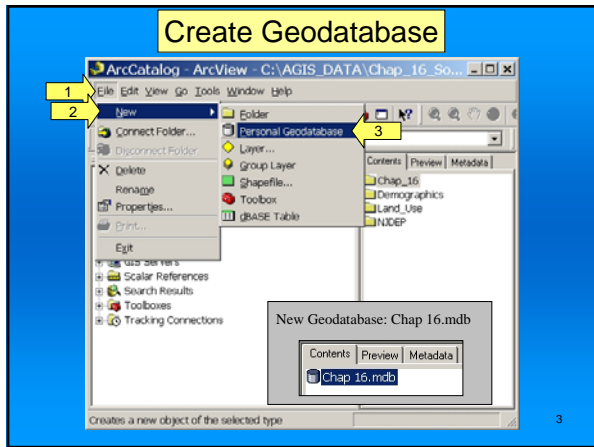 Create Geodatabase
ArcCatalog - ArcView - C:\AGIS_DATA\Chap_16_So...
1
File Edit View Go Tools Window Help
2
New
Connect Folder...
Disconnect Folder
Delete
Rename
Properties...
Print...
Exit
Folder
Personal Geodatabase
3
Layer...
Group Layer
Shapefile...
Toolbox
dBASE Table
Contents Preview Metadata
Chap_16
Demographics
Land_Use
NJDEP
GIS Servers
Scalar References
Search Results
Toolboxes
Tracking Connections
New Geodatabase: Chap 16.mdb
Contents Preview Metadata
Chap 16.mdb
Creates a new object of the selected type
3